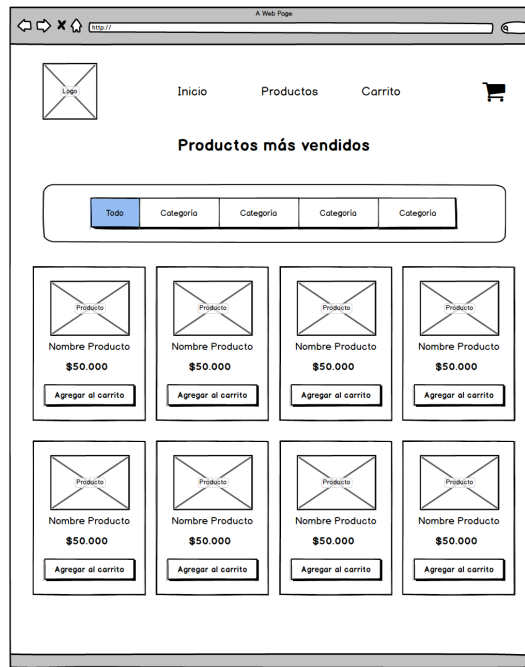 A Web Page
http://
Logo
Inicio Productos Carrito
Productos más vendidos
Todo Categoría Categoría Categoría Categoría
Producto Producto Producto Producto
Nombre Producto Nombre Producto Nombre Producto Nombre Producto
$50.000 $50.000 $50.000 $50.000
Agregar al carrito Agregar al carrito Agregar al carrito Agregar al carrito
Producto Producto Producto Producto
Nombre Producto Nombre Producto Nombre Producto Nombre Producto
$50.000 $50.000 $50.000 $50.000
Agregar al carrito Agregar al carrito Agregar al carrito Agregar al carrito